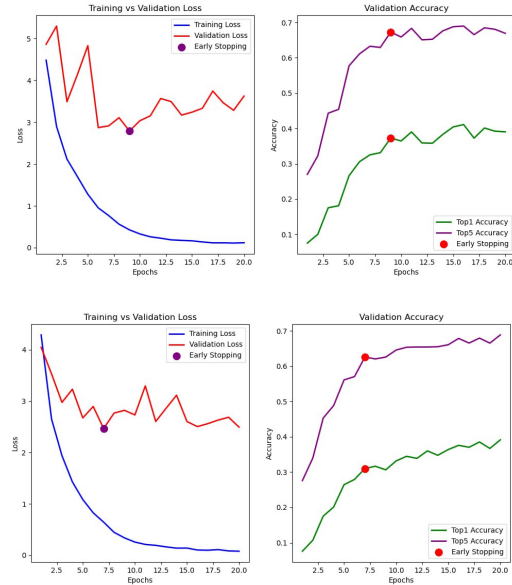 Training vs Validation Loss
Training Loss
Validation Loss
Early Stopping
Loss
5
4
3
2
1
0
2.5 5.0 7.5 10.0 12.5 15.0 17.5 20.0
Epochs
Validation Accuracy
Accuracy
0.7
0.6
0.5
0.4
0.3
0.2
0.1
Top1 Accuracy
Top5 Accuracy
Early Stopping
2.5 5.0 7.5 10.0 12.5 15.0 17.5 20.0
Epochs
Training vs Validation Loss
Training Loss
Validation Loss
Early Stopping
Loss
4
3
2
1
0
2.5 5.0 7.5 10.0 12.5 15.0 17.5 20.0
Epochs
Validation Accuracy
Accuracy
0.7
0.6
0.5
0.4
0.3
0.2
0.1
Top1 Accuracy
Top5 Accuracy
Early Stopping
2.5 5.0 7.5 10.0 12.5 15.0 17.5 20.0
Epochs